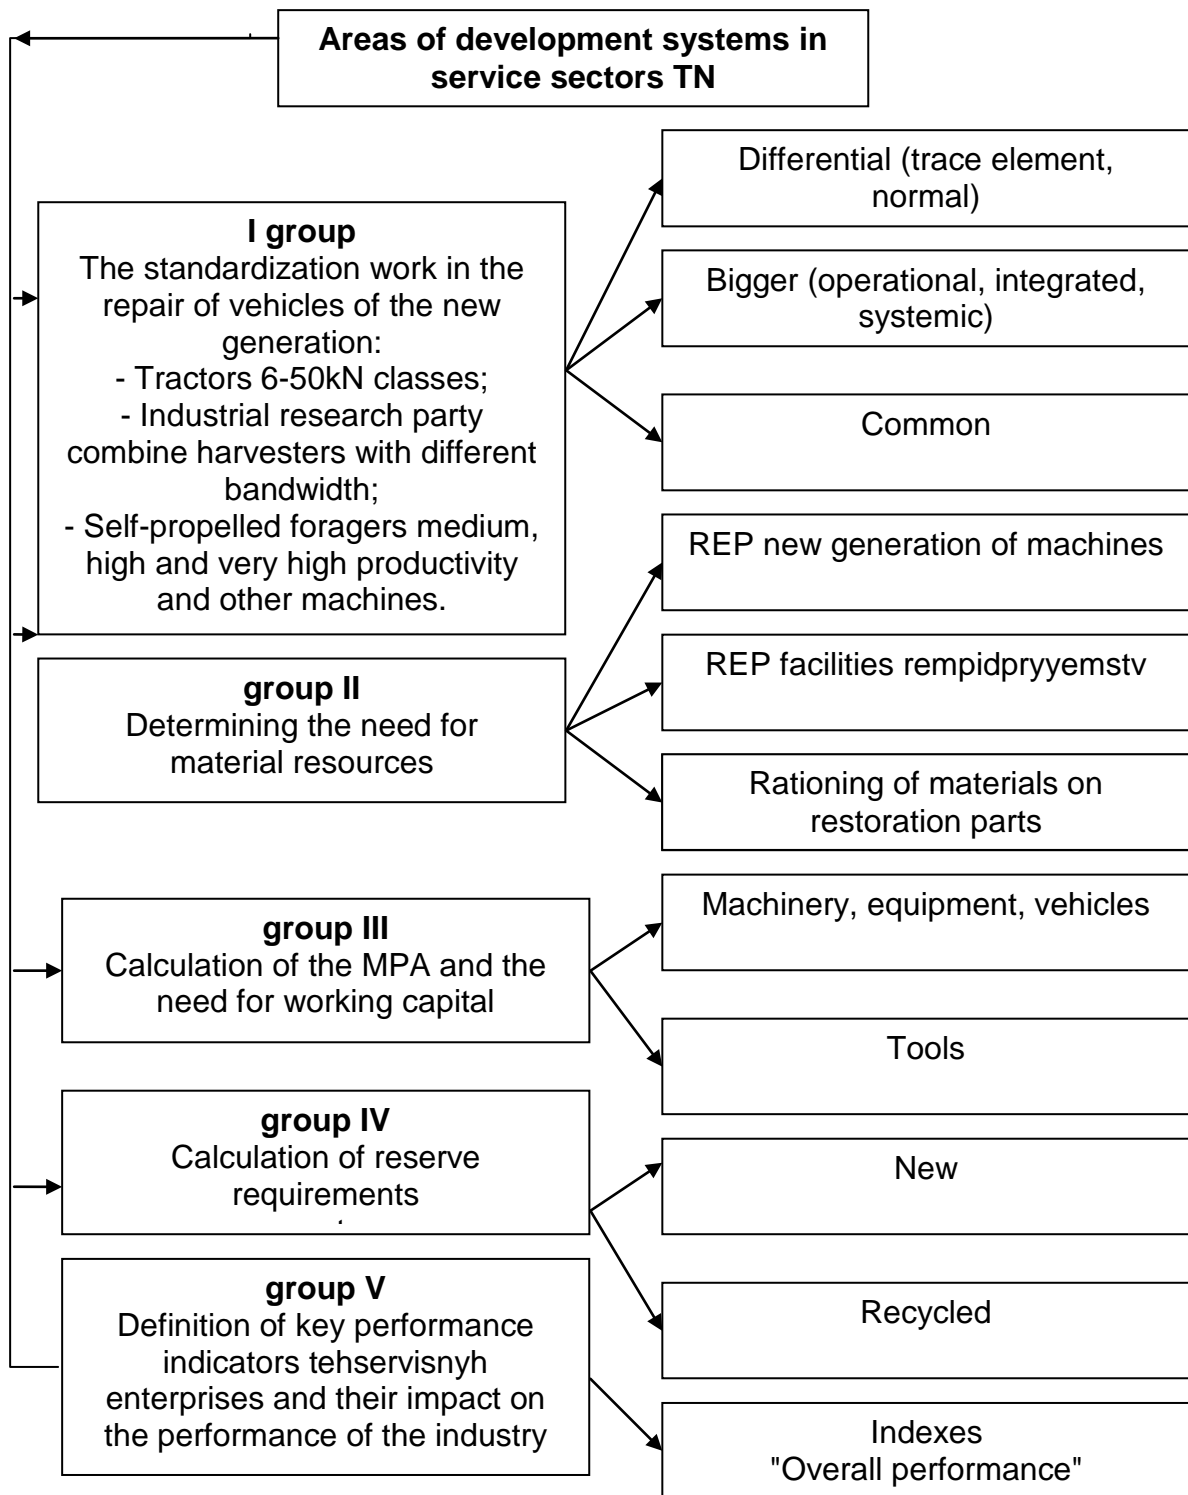 Areas of development systems in
service sectors TN
Differential (trace element,
normal)
Bigger (operational, integrated,
systemic)
Common
I group
The standardization work in the
repair of vehicles of the new
generation:
- Tractors 6-50kN classes;
- Industrial research party
combine harvesters with different
bandwidth;
- Self-propelled foragers medium,
high and very high productivity
and other machines.
REP new generation of machines
REP facilities rempidpryyemstv
Rationing of materials on
restoration parts
group II
Determining the need for
material resources
Machinery, equipment, vehicles
Tools
group III
Calculation of the MPA and the
need for working capital
group IV
Calculation of reserve
requirements
New
Recycled
group V
Definition of key performance
indicators tehservisnyh
enterprises and their impact on
the performance of the industry
Indexes
"Overall performance"